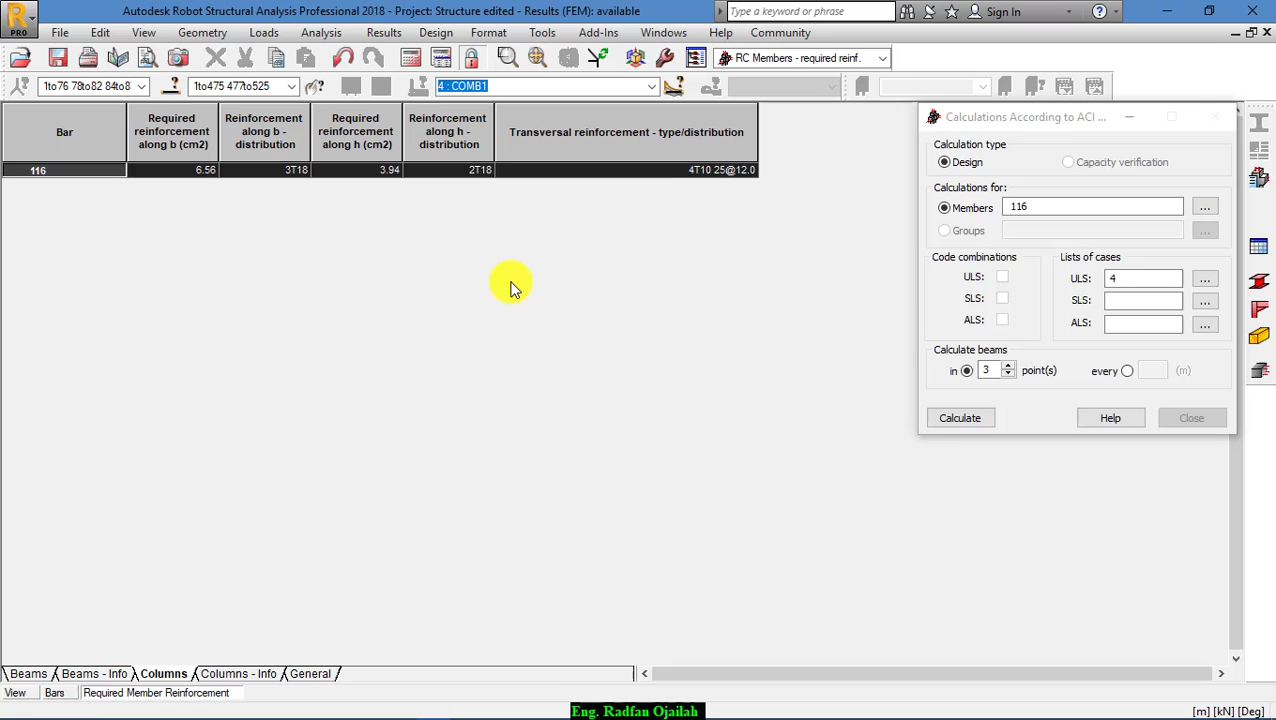 Autodesk Robot Structural Analysis Professional 2018 - Project: Structure edited - Results (FEM): available
Type a keyword or phrase
Sign In
PRO
File Edit View Geometry Loads Analysis Results Design Format Tools Add-Ins Windows Help Community
RC Members - required reinf.
1to76 78to82 84to8
1to475 477to525
4 : COMB1
Bar
Required reinforcement along b (cm2)
Reinforcement along b - distribution
Required reinforcement along h (cm2)
Reinforcement along h - distribution
Transversal reinforcement - type/distribution
116 6.56 3T18 3.94 2T18 4T10 25@12.0
Calculations According to ACI ...
Calculation type
Design Capacity verification
Calculations for:
Members 116 ...
Groups ...
Code combinations Lists of cases
ULS: ULS: 4 ...
SLS: SLS: ...
ALS: ALS: ...
Calculate beams
in 3 point(s) every (m)
Calculate Help Close
Beams Beams - Info Columns Columns - Info General
View Bars Required Member Reinforcement
Eng. Radfan Ojailah
[m] [kN] [Deg]